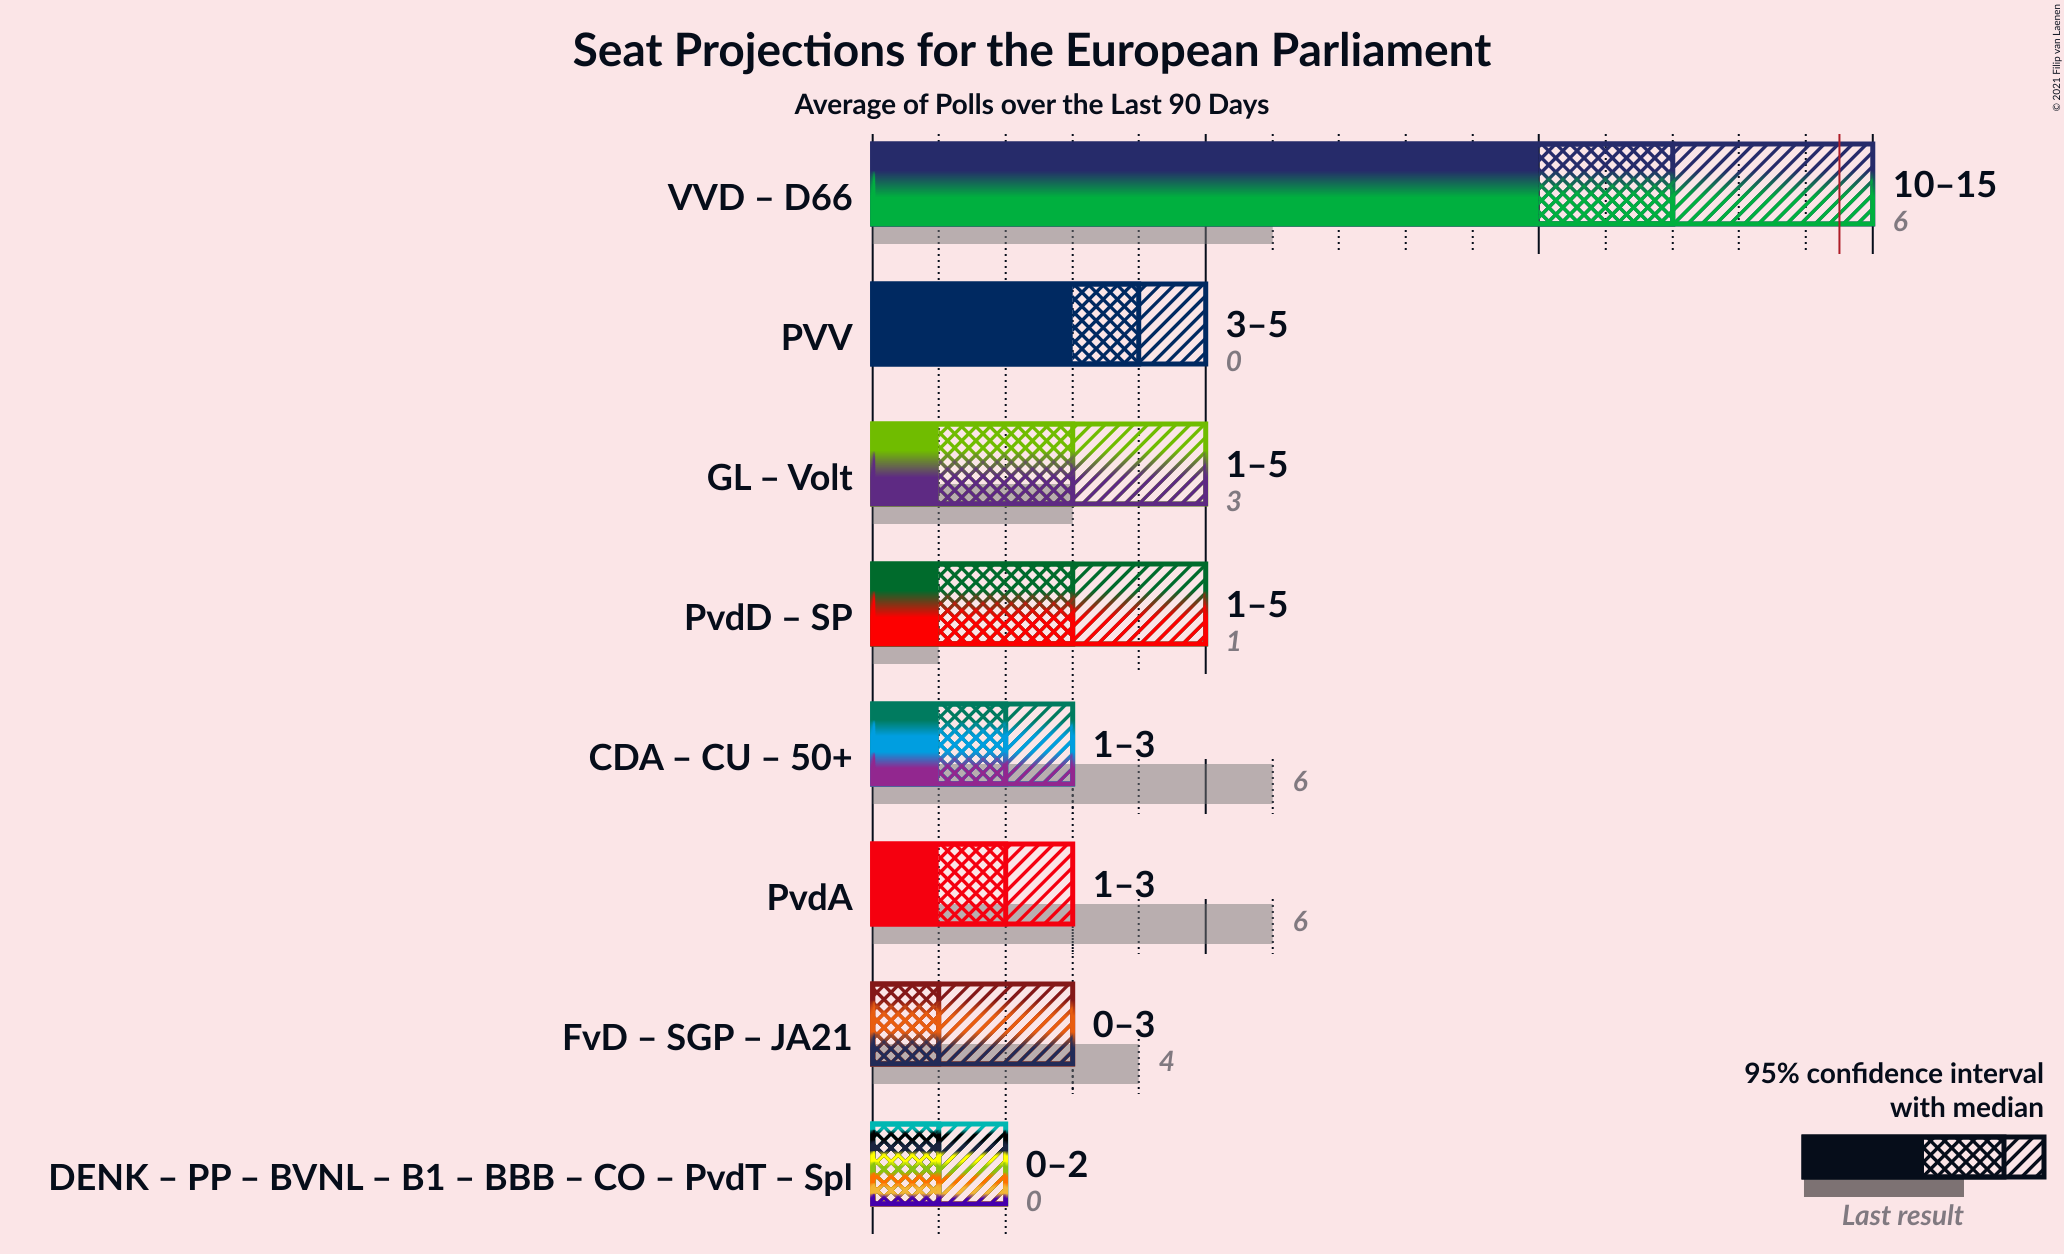 Seat Projections for the European Parliament
Average of Polls over the Last 90 Days
© 2021 Filip van Laenen
VVD – D66
10–15
6
PVV
3–5
0
GL – Volt
1–5
3
PvdD – SP
1–5
1
CDA – CU – 50+
1–3
6
PvdA
1–3
6
FvD – SGP – JA21
0–3
4
DENK – PP – BVNL – B1 – BBB – CO – PvdT – Spl
0–2
0
95% confidence interval
with median
Last result